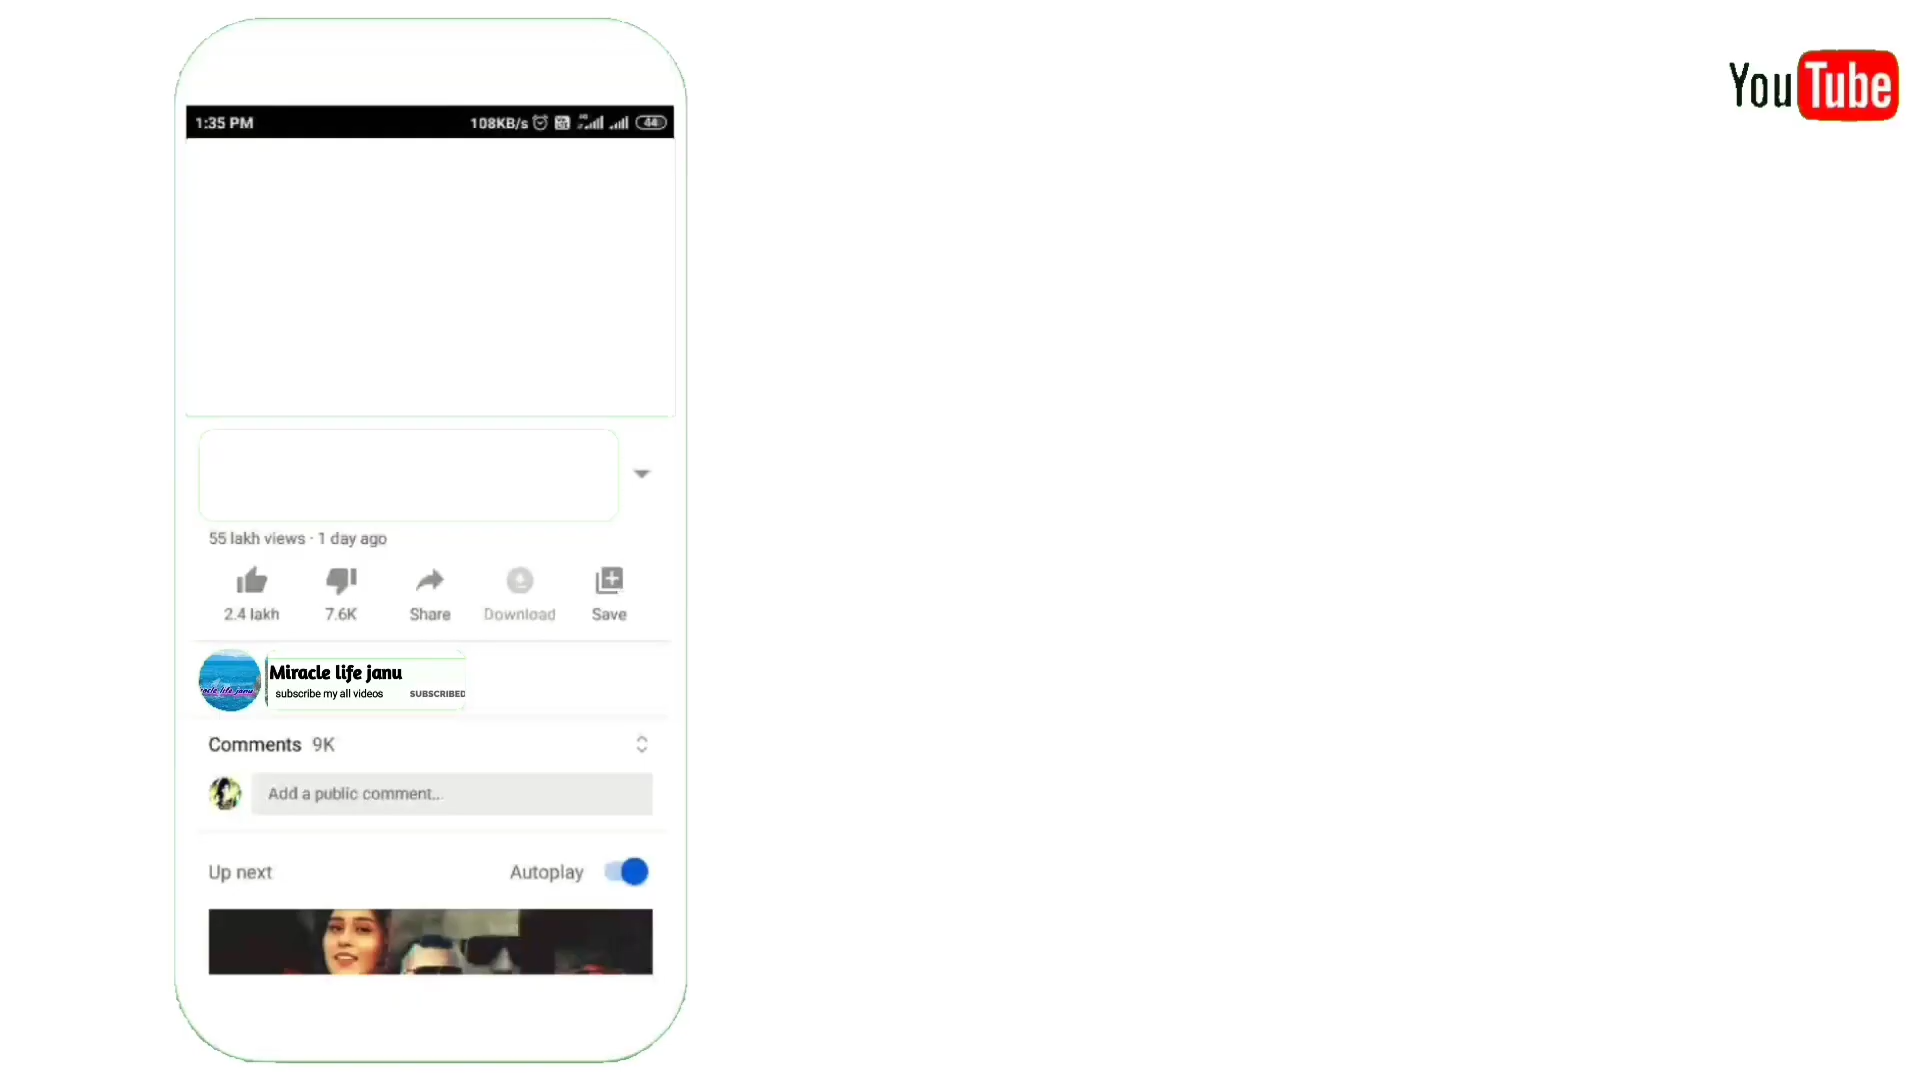 YouTube
1:35 PM 108KB/s 44
55 lakh views · 1 day ago
2.4 lakh 7.6K Share Download Save
Miracle life janu
subscribe my all videos SUBSCRIBED
Comments 9K
Add a public comment...
Up next Autoplay